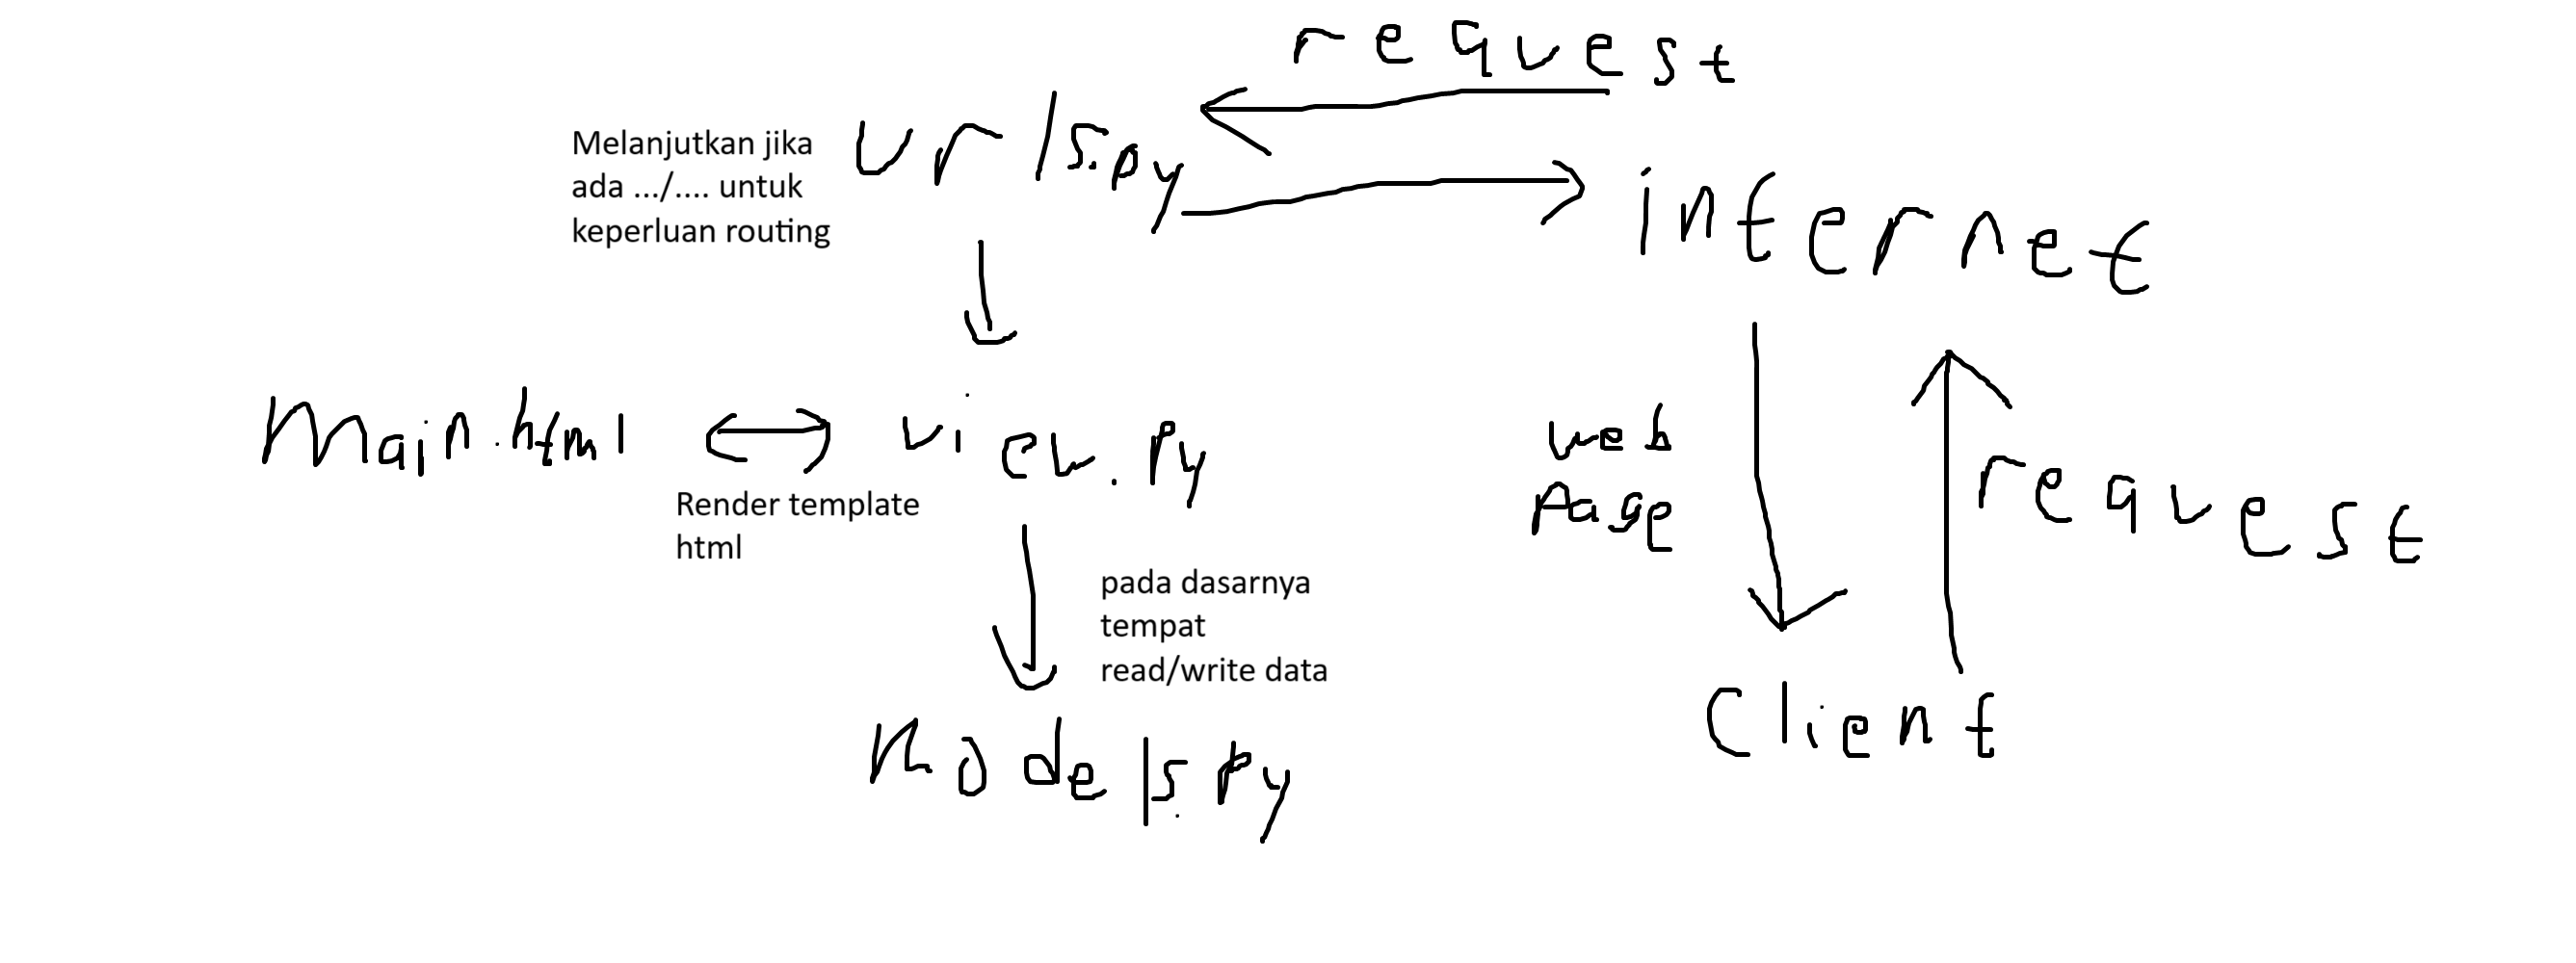 request
urls.py
Melanjutkan jika
ada .../.... untuk
keperluan routing
internet
Main.html
view.py
Render template
html
web
Page
request
pada dasarnya
tempat
read/write data
Models.py
Client